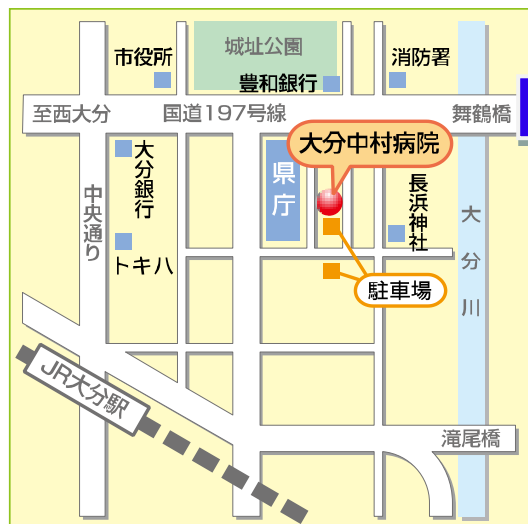 城址公園
市役所
消防署
豊和銀行
至西大分
国道197号線
舞鶴橋
大分中村病院
大分銀行
県庁
長浜神社
中央通り
大分川
トキハ
駐車場
JR大分駅
滝尾橋